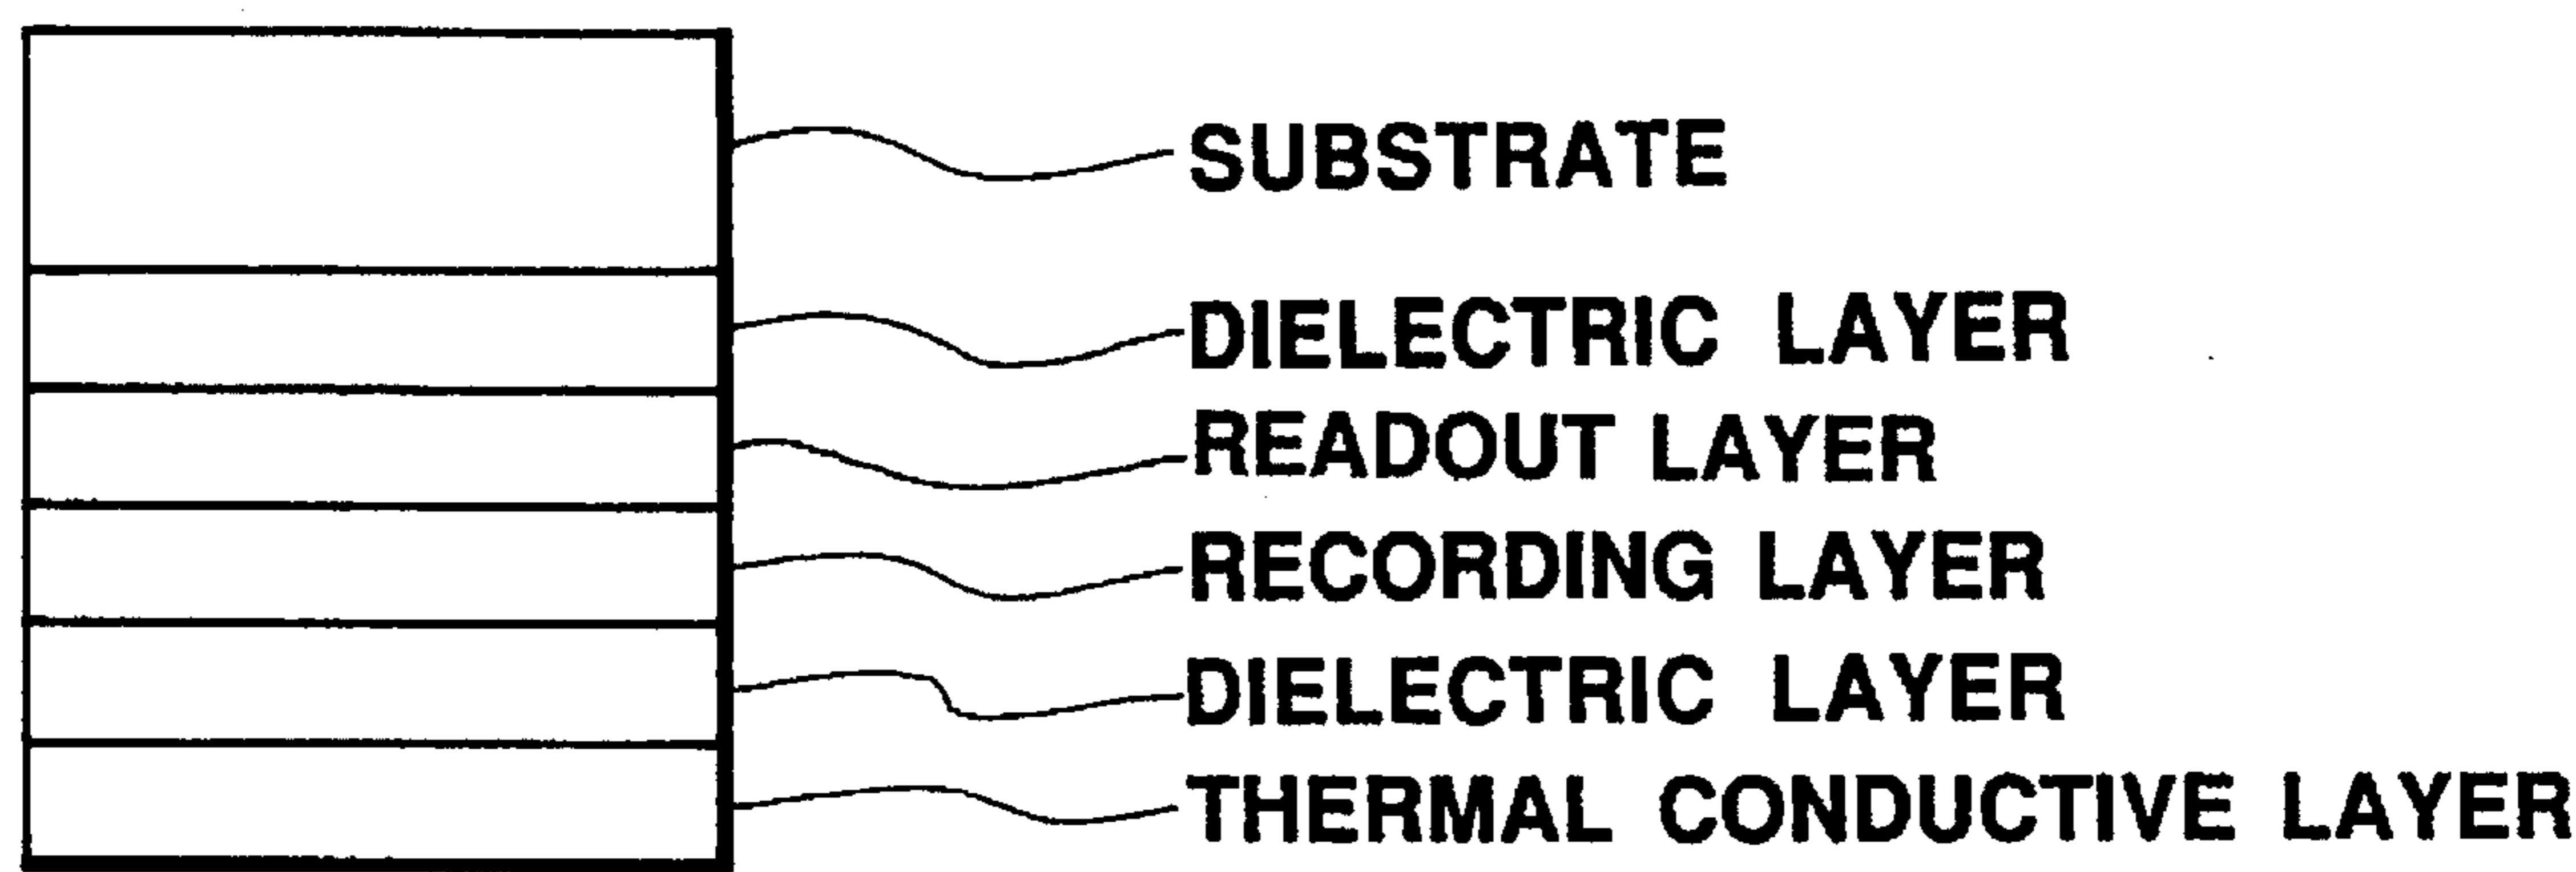 SUBSTRATE
DIELECTRIC LAYER
READOUT LAYER
RECORDING LAYER
DIELECTRIC LAYER
THERMAL CONDUCTIVE LAYER